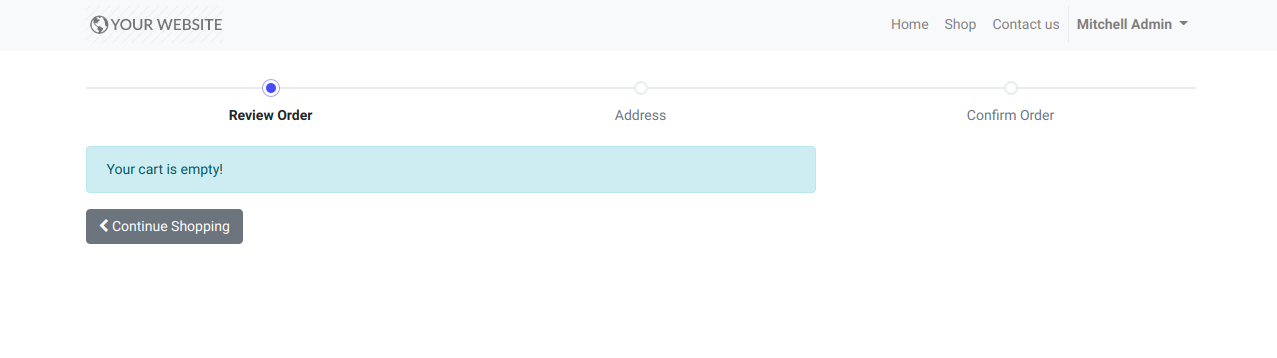 YOUR WEBSITE
Home Shop Contact us Mitchell Admin
Review Order Address Confirm Order
Your cart is empty!
Continue Shopping